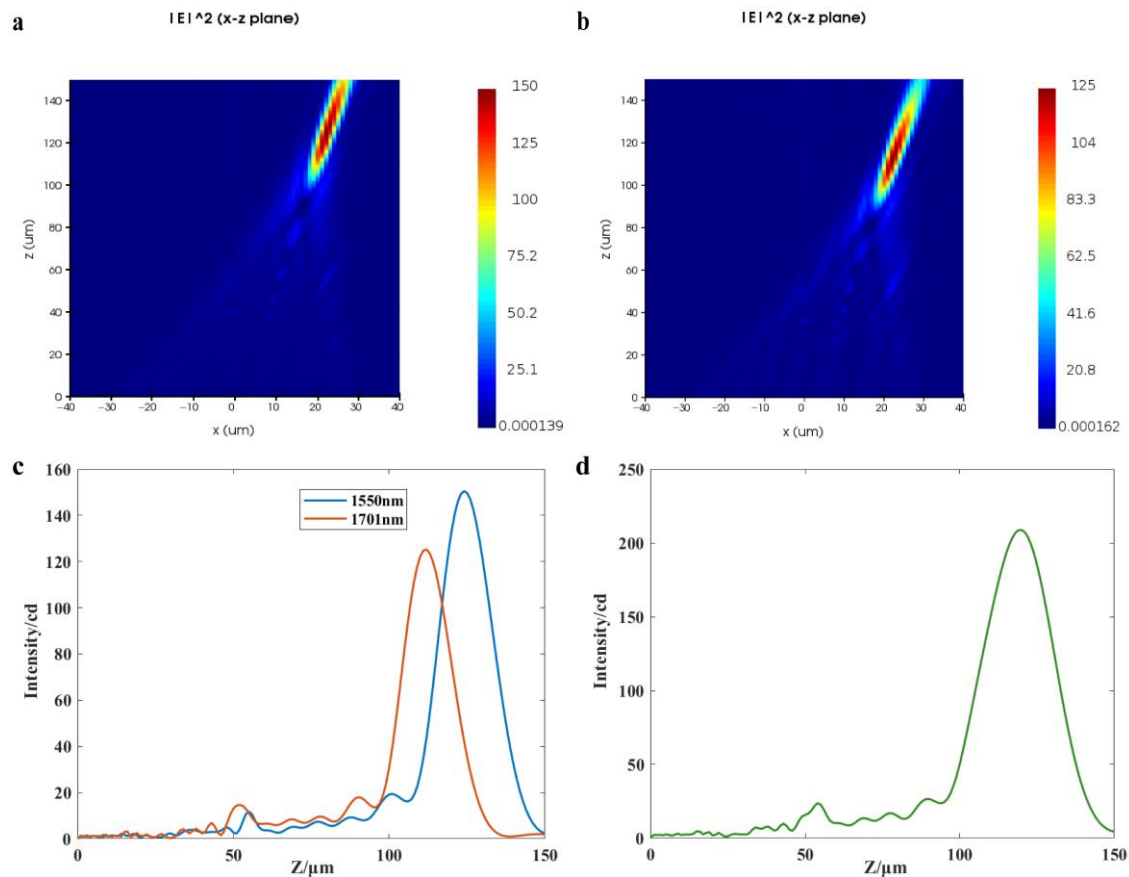 a
|E|^2 (x-z plane)
b
|E|^2 (x-z plane)
z (um)
140
120
100
80
60
40
20
0
-40 -30 -20 -10 0 10 20 30 40
x (um)
150
125
100
75.2
50.2
25.1
0.000139
z (um)
140
120
100
80
60
40
20
0
-40 -30 -20 -10 0 10 20 30 40
x (um)
125
104
83.3
62.5
41.6
20.8
0.000162
c
Intensity/cd
160
140
120
100
80
60
40
20
0
0 50 100 150
Z/μm
1550nm
1701nm
d
Intensity/cd
250
200
150
100
50
0
0 50 100 150
Z/μm